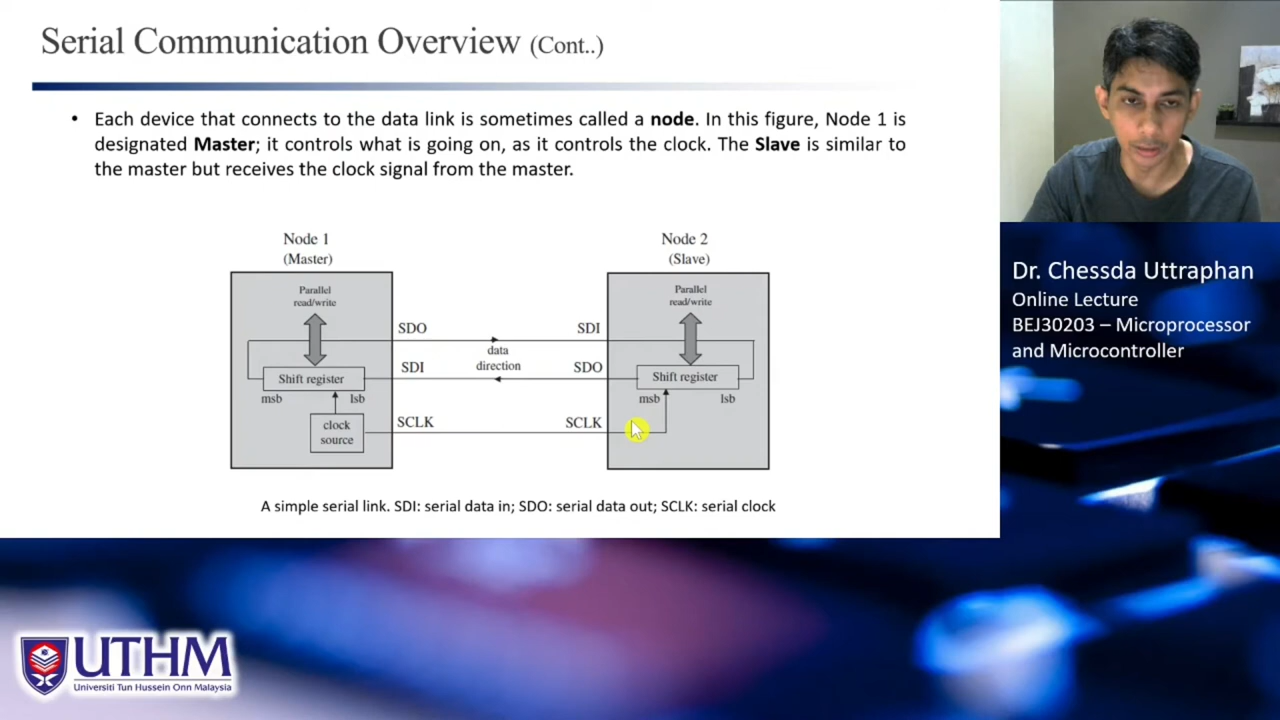 Serial Communication Overview (Cont..)
• Each device that connects to the data link is sometimes called a node. In this figure, Node 1 is
designated Master; it controls what is going on, as it controls the clock. The Slave is similar to
the master but receives the clock signal from the master.
Node 1
(Master)
Parallel
read/write
Shift register
msb
lsb
clock
source
SDO
SDI
SCLK
data
direction
SDI
SDO
SCLK
Node 2
(Slave)
Parallel
read/write
Shift register
msb
lsb
A simple serial link. SDI: serial data in; SDO: serial data out; SCLK: serial clock
Dr. Chessda Uttraphan
Online Lecture
BEJ30203 – Microprocessor
and Microcontroller
UTHM
Universiti Tun Hussein Onn Malaysia